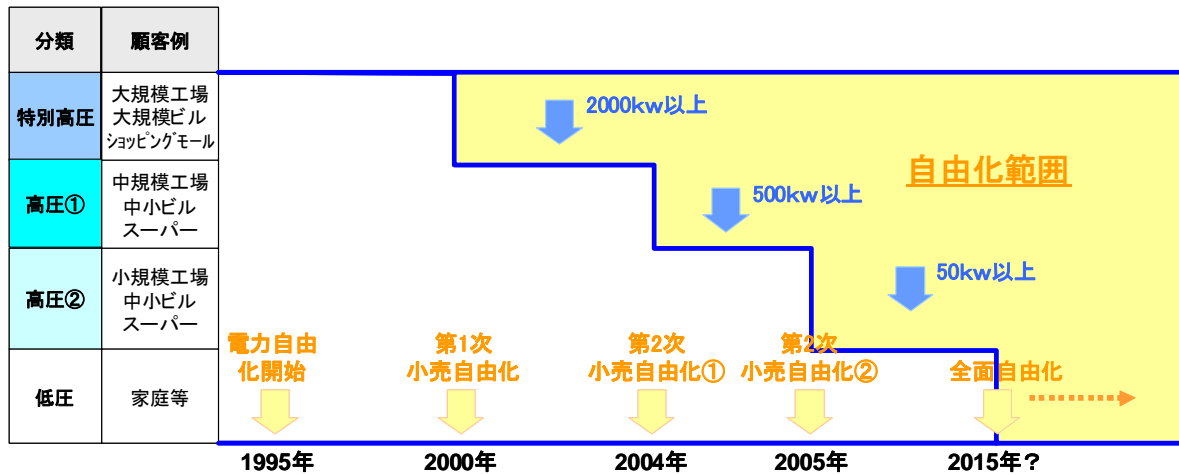 分類
顧客例
特別高圧
大規模工場
大規模ビル
ショッピングモール
2000kw以上
自由化範囲
高圧①
中規模工場
中小ビル
スーパー
500kw以上
高圧②
小規模工場
中小ビル
スーパー
50kw以上
低圧
家庭等
電力自由
化開始
第1次
小売自由化
第2次
小売自由化①
第2次
小売自由化②
全面自由化
1995年
2000年
2004年
2005年
2015年?